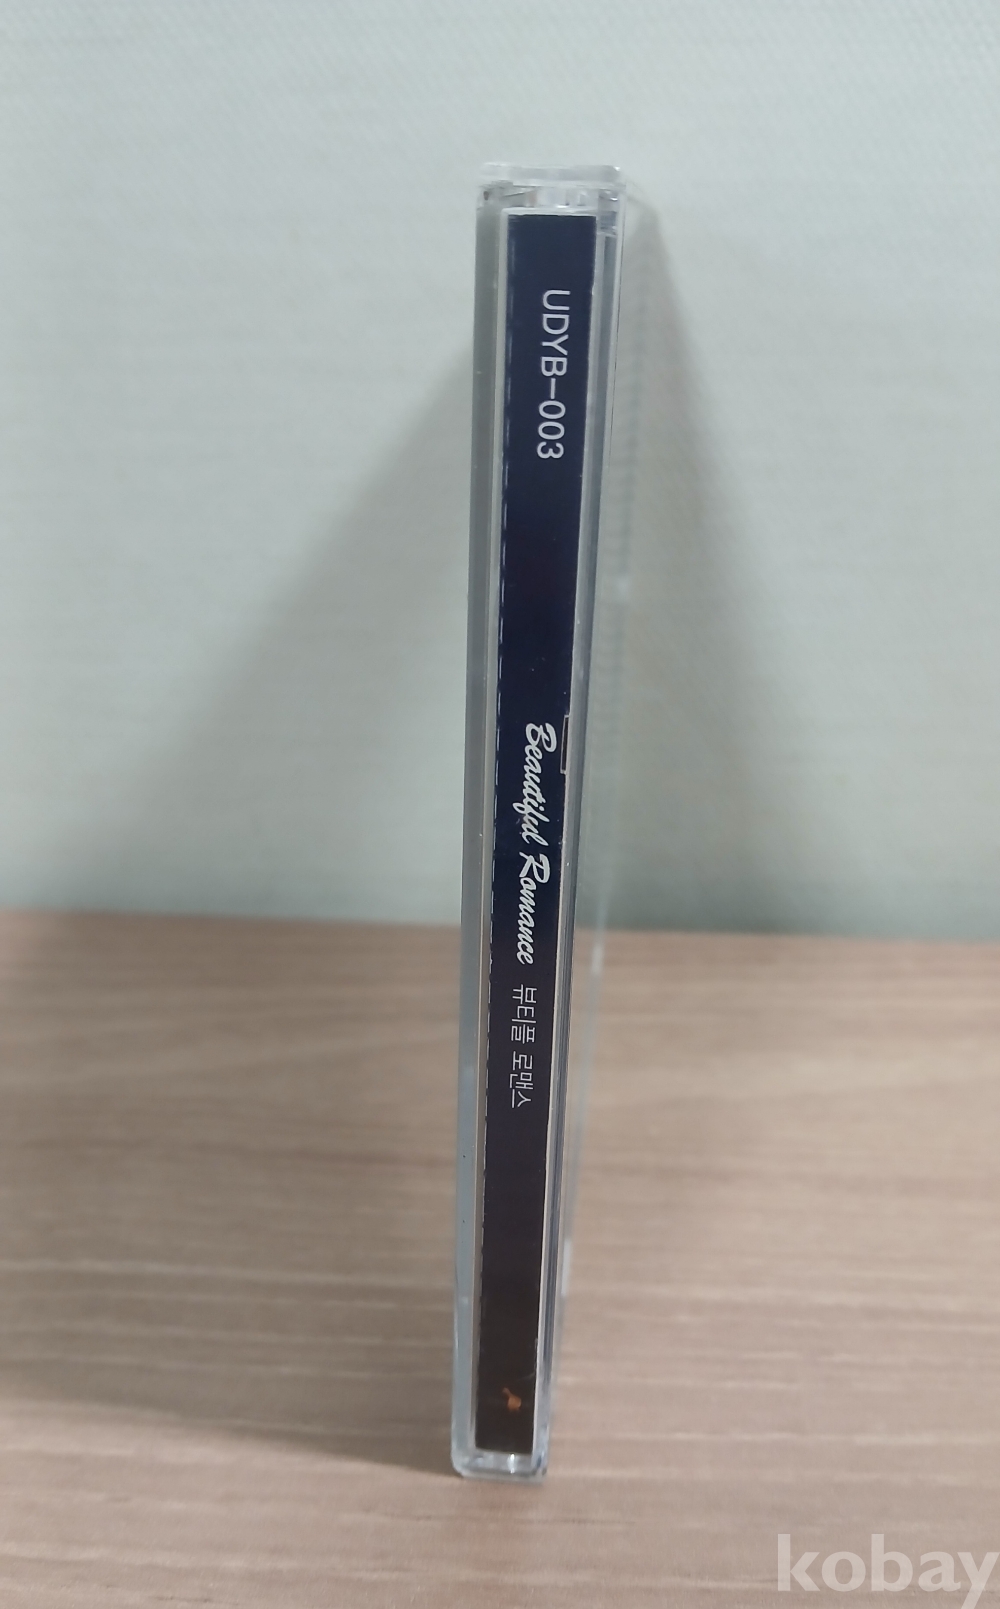 UDYB-003
Beautiful Romance 뷰티플 로맨스
kobay